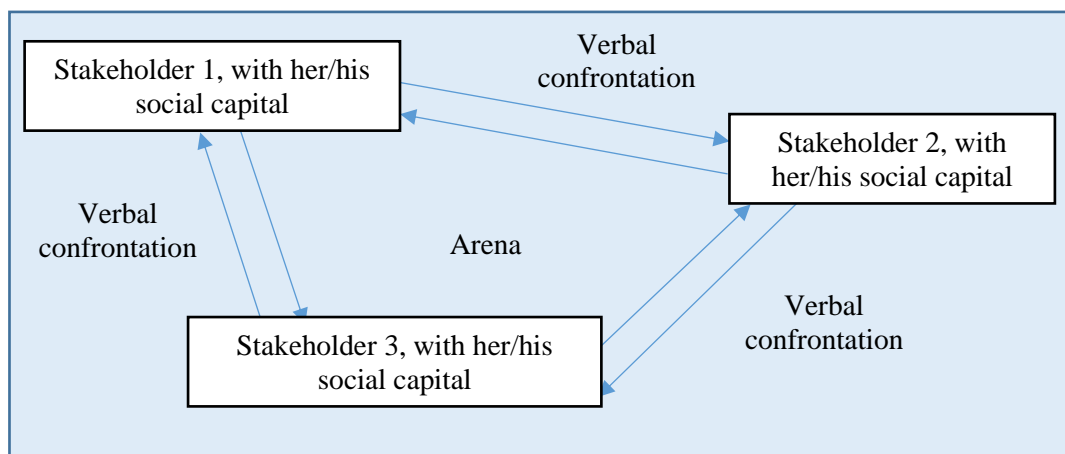 Stakeholder 1, with her/his
social capital
Verbal
confrontation
Stakeholder 2, with
her/his social capital
Verbal
confrontation
Arena
Verbal
confrontation
Stakeholder 3, with her/his
social capital